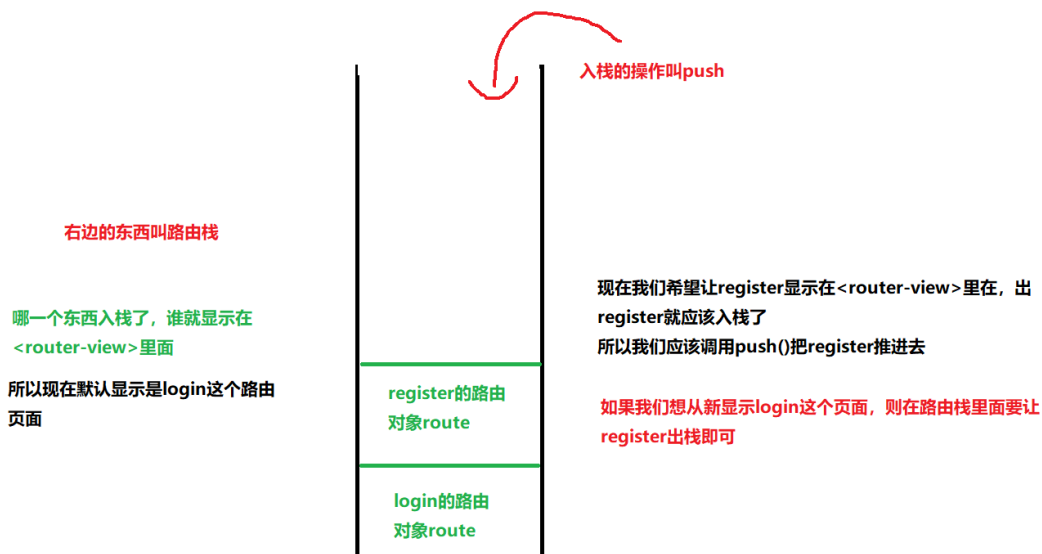 入栈的操作叫push
右边的东西叫路由栈
哪一个东西入栈了，谁就显示在
<router-view>里面
所以现在默认显示是login这个路由
页面
register的路由
对象route
login的路由
对象route
现在我们希望让register显示在<router-view>里在，出
register就应该入栈了
所以我们应该调用push()把register推进去
如果我们想从新显示login这个页面，则在路由栈里面要让
register出栈即可